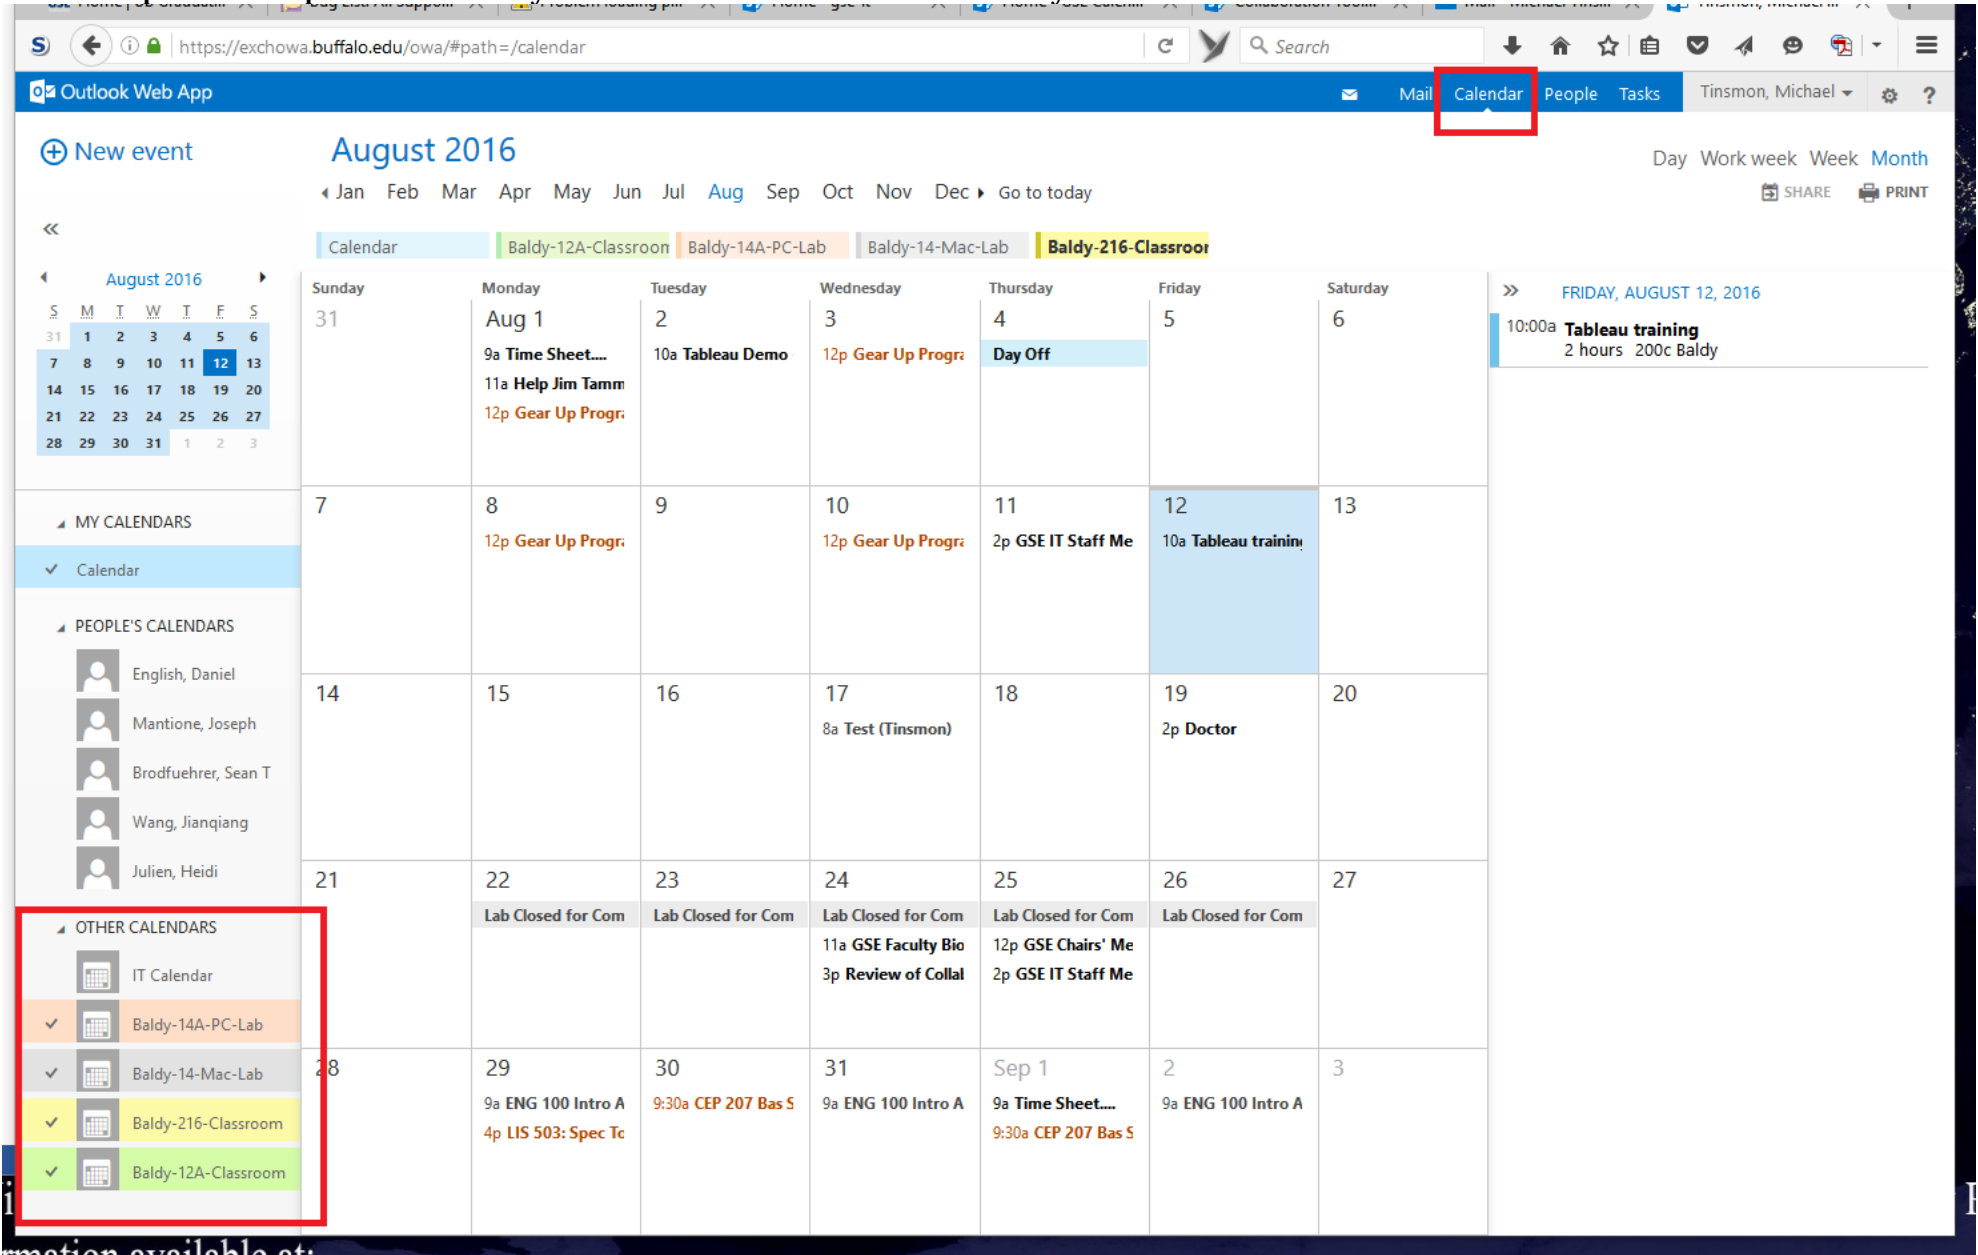 https://exchowa.buffalo.edu/owa/#path=/calendar
Search
Outlook Web App
Mail Calendar People Tasks Tinsmon, Michael ?
New event
August 2016
Day Work week Week Month
Jan Feb Mar Apr May Jun Jul Aug Sep Oct Nov Dec Go to today
SHARE PRINT
Calendar Baldy-12A-Classroom Baldy-14A-PC-Lab Baldy-14-Mac-Lab Baldy-216-Classroor
August 2016
S M T W T F S
31 1 2 3 4 5 6
7 8 9 10 11 12 13
14 15 16 17 18 19 20
21 22 23 24 25 26 27
28 29 30 31 1 2 3
MY CALENDARS
Calendar
PEOPLE'S CALENDARS
English, Daniel
Mantione, Joseph
Brodfuehrer, Sean T
Wang, Jianqiang
Julien, Heidi
OTHER CALENDARS
IT Calendar
Baldy-14A-PC-Lab
Baldy-14-Mac-Lab
Baldy-216-Classroom
Baldy-12A-Classroom
Sunday Monday Tuesday Wednesday Thursday Friday Saturday
31 Aug 1 2 3 4 5 6
9a Time Sheet.... 10a Tableau Demo 12p Gear Up Progra Day Off
11a Help Jim Tamm
12p Gear Up Progra
7 8 9 10 11 12 13
12p Gear Up Progra 12p Gear Up Progra 2p GSE IT Staff Me 10a Tableau training
14 15 16 17 18 19 20
8a Test (Tinsmon) 2p Doctor
21 22 23 24 25 26 27
Lab Closed for Com Lab Closed for Com Lab Closed for Com Lab Closed for Com Lab Closed for Com
11a GSE Faculty Bio 12p GSE Chairs' Me
3p Review of Collal 2p GSE IT Staff Me
28 29 30 31 Sep 1 2 3
9a ENG 100 Intro A 9:30a CEP 207 Bas S 9a ENG 100 Intro A 9a Time Sheet.... 9a ENG 100 Intro A
4p LIS 503: Spec To 9:30a CEP 207 Bas S
FRIDAY, AUGUST 12, 2016
10:00a Tableau training
2 hours 200c Baldy
available at: